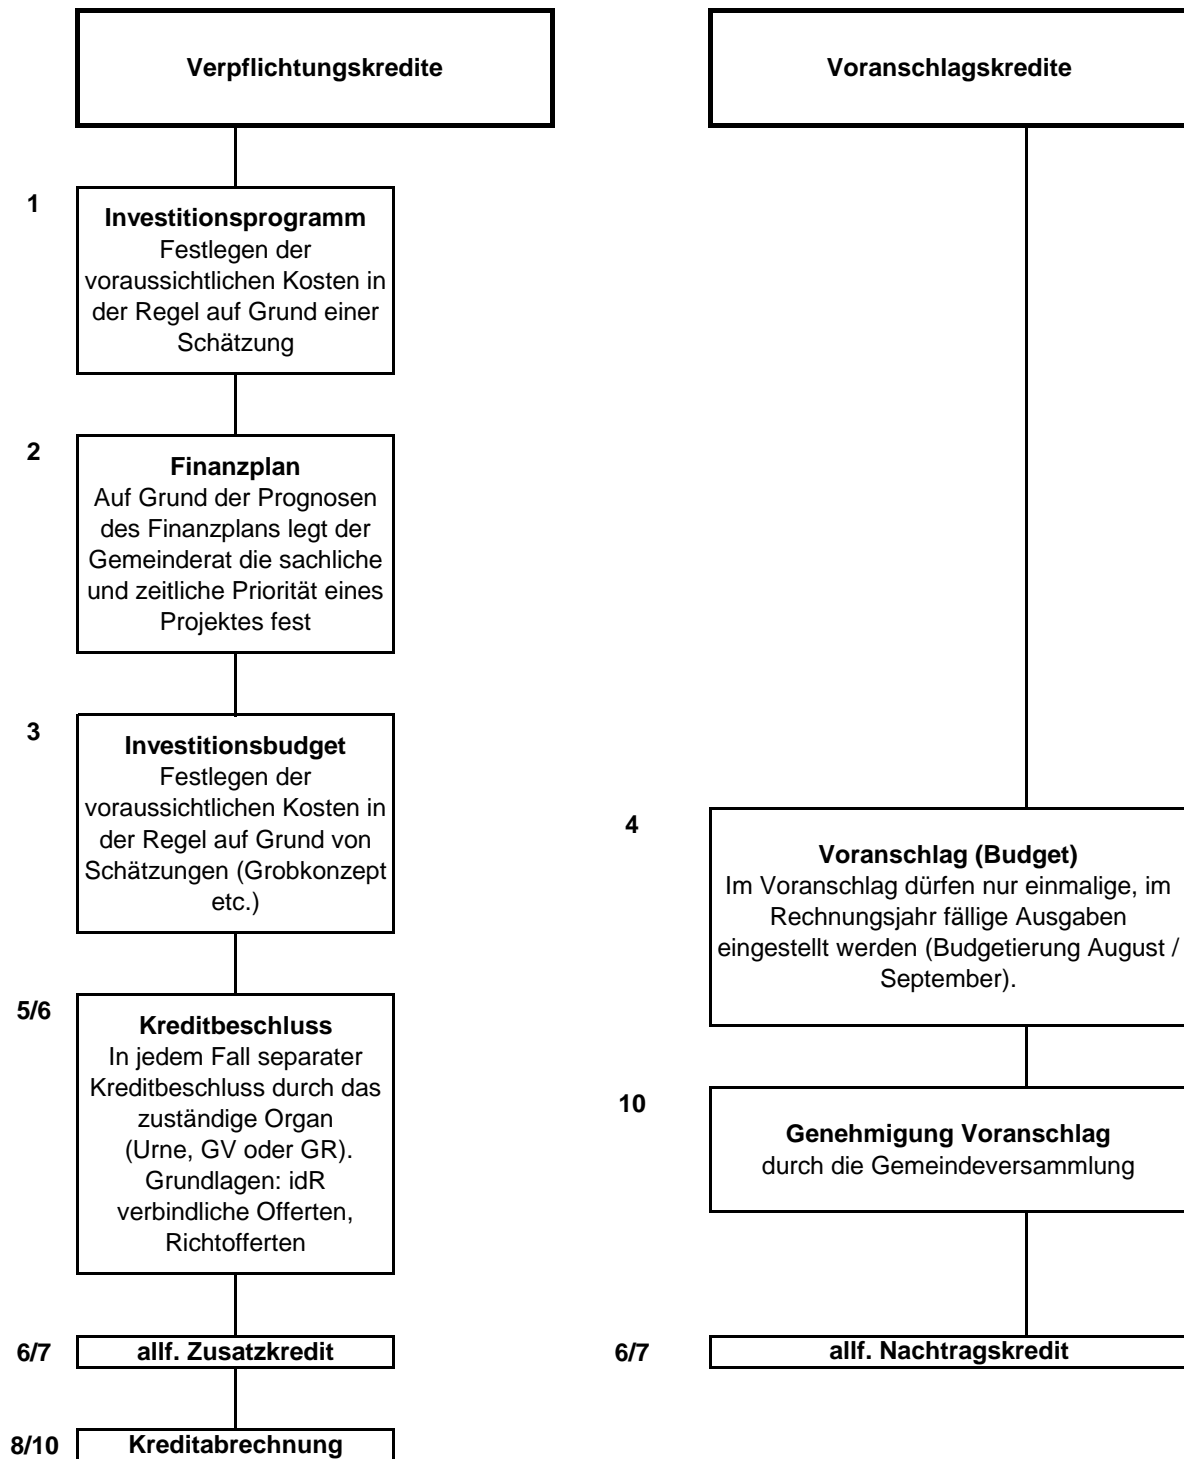 Verpflichtungskredite
Voranschlagskredite
1
Investitionsprogramm
Festlegen der
voraussichtlichen Kosten in
der Regel auf Grund einer
Schätzung
2
Finanzplan
Auf Grund der Prognosen
des Finanzplans legt der
Gemeinderat die sachliche
und zeitliche Priorität eines
Projektes fest
3
Investitionsbudget
Festlegen der
voraussichtlichen Kosten in
der Regel auf Grund von
Schätzungen (Grobkonzept
etc.)
4
Voranschlag (Budget)
Im Voranschlag dürfen nur einmalige, im
Rechnungsjahr fällige Ausgaben
eingestellt werden (Budgetierung August /
September).
5/6
Kreditbeschluss
In jedem Fall separater
Kreditbeschluss durch das
zuständige Organ
(Urne, GV oder GR).
Grundlagen: idR
verbindliche Offerten,
Richtofferten
10
Genehmigung Voranschlag
durch die Gemeindeversammlung
6/7
allf. Zusatzkredit
6/7
allf. Nachtragskredit
8/10
Kreditabrechnung